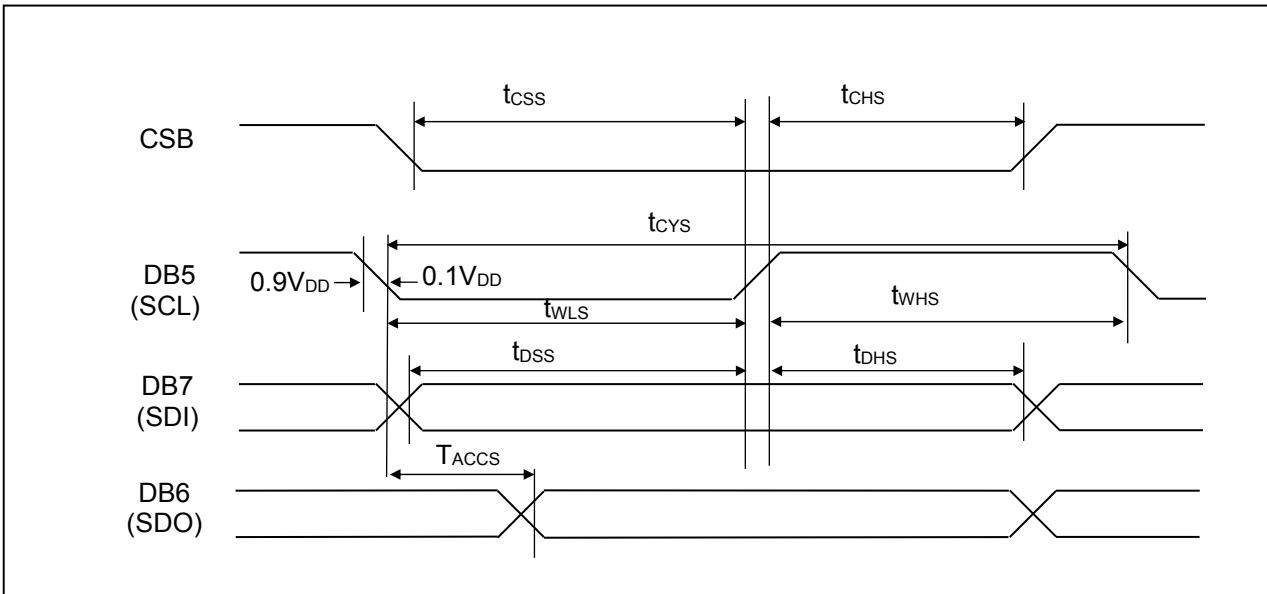 tCSS
tCHS
CSB
tCYS
DB5
(SCL)
0.9VDD
0.1VDD
tWLS
tWHS
tDSS
tDHS
DB7
(SDI)
TACCS
DB6
(SDO)